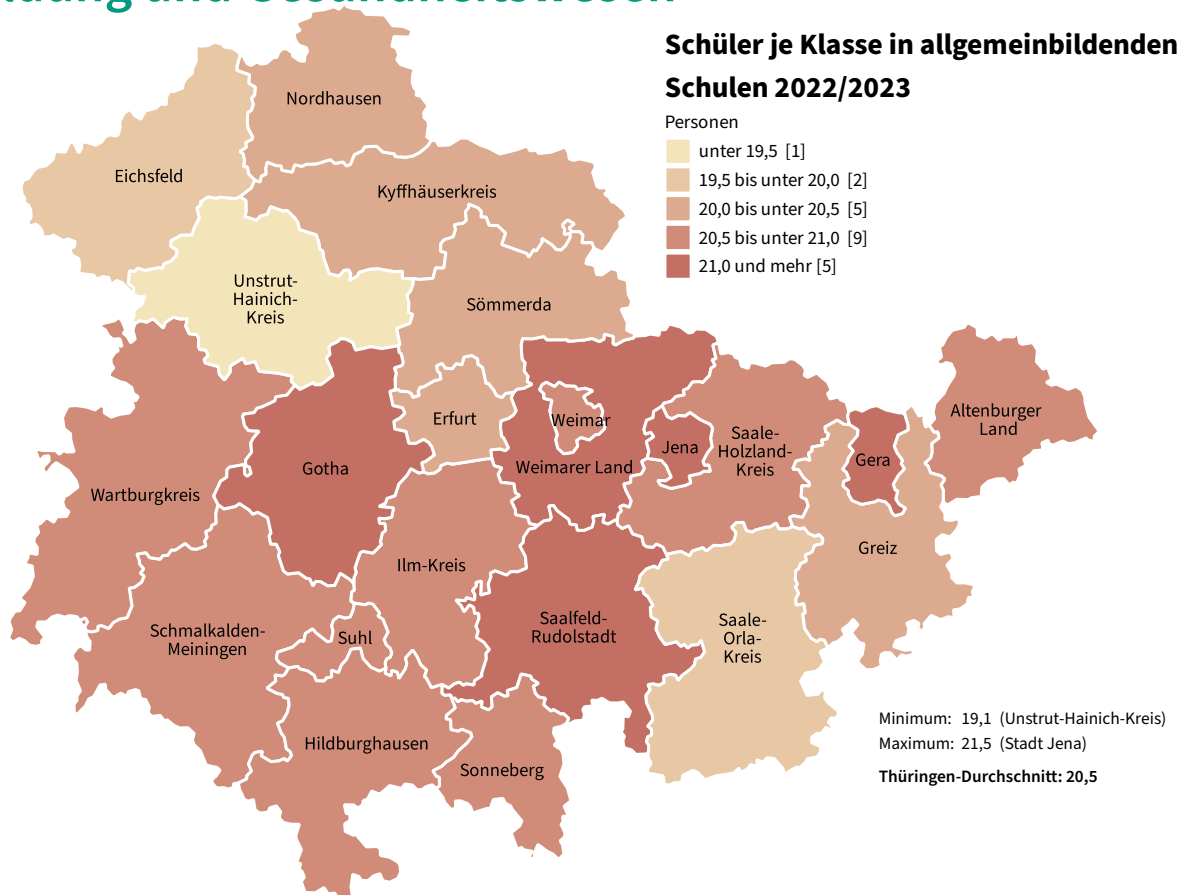 Schüler je Klasse in allgemeinbildenden
Schulen 2022/2023
Personen
unter 19,5 [1]
19,5 bis unter 20,0 [2]
20,0 bis unter 20,5 [5]
20,5 bis unter 21,0 [9]
21,0 und mehr [5]
Nordhausen
Eichsfeld
Kyffhäuserkreis
Unstrut-
Hainich-
Kreis
Sömmerda
Erfurt
Weimar
Weimarer Land
Jena
Saale-
Holzland-
Kreis
Gera
Altenburger
Land
Gotha
Wartburgkreis
Greiz
Ilm-Kreis
Schmalkalden-
Meiningen
Suhl
Saalfeld-
Rudolstadt
Saale-
Orla-
Kreis
Hildburghausen
Sonneberg
Minimum: 19,1 (Unstrut-Hainich-Kreis)
Maximum: 21,5 (Stadt Jena)
Thüringen-Durchschnitt: 20,5